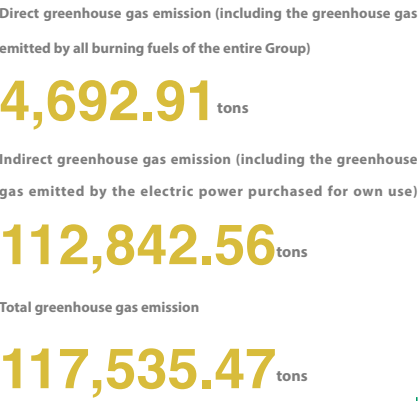 Direct greenhouse gas emission (including the greenhouse gas
emitted by all burning fuels of the entire Group)
4,692.91 tons
Indirect greenhouse gas emission (including the greenhouse
gas emitted by the electric power purchased for own use)
112,842.56 tons
Total greenhouse gas emission
117,535.47 tons